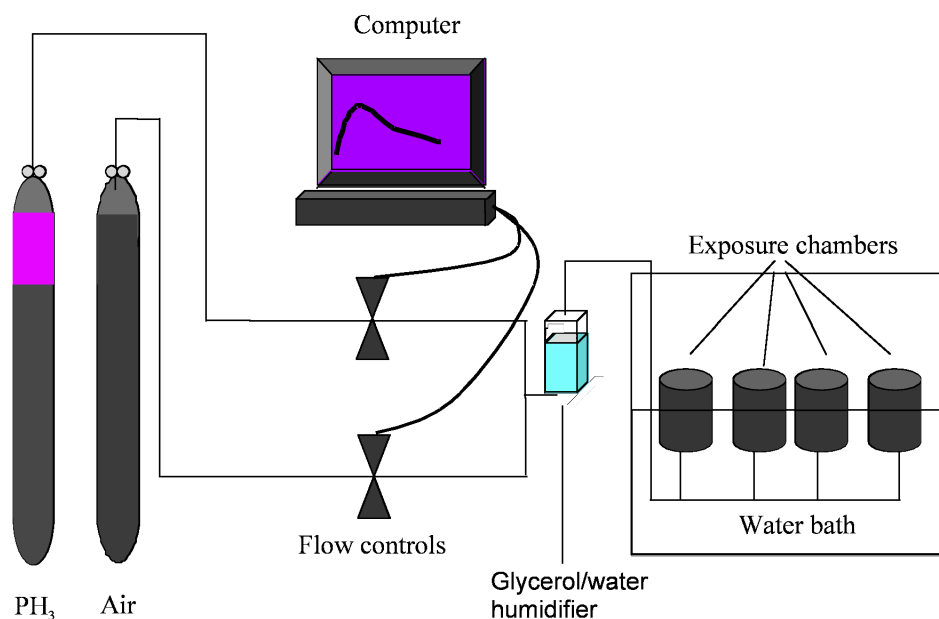 Computer
Exposure chambers
Water bath
Flow controls
Glycerol/water
humidifier
PH₃
Air